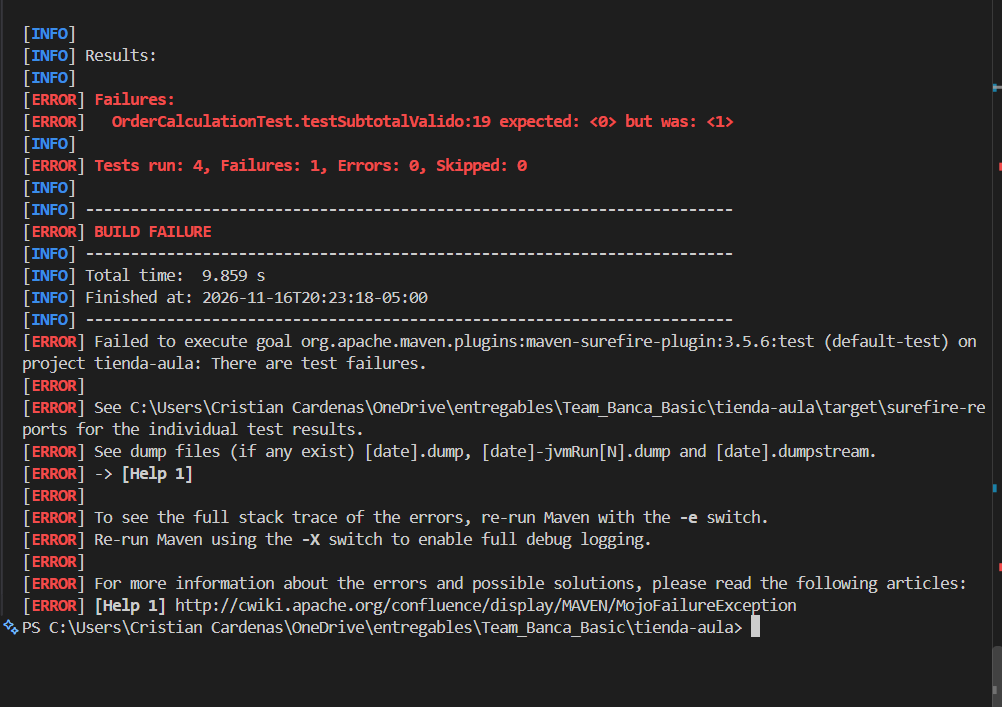 [INFO]
[INFO] Results:
[INFO]
[ERROR] Failures:
[ERROR]   OrderCalculationTest.testSubtotalValido:19 expected: <0> but was: <1>
[INFO]
[ERROR] Tests run: 4, Failures: 1, Errors: 0, Skipped: 0
[INFO]
[INFO] ------------------------------------------------------------------------
[ERROR] BUILD FAILURE
[INFO] ------------------------------------------------------------------------
[INFO] Total time:  9.859 s
[INFO] Finished at: 2026-11-16T20:23:18-05:00
[INFO] ------------------------------------------------------------------------
[ERROR] Failed to execute goal org.apache.maven.plugins:maven-surefire-plugin:3.5.6:test (default-test) on
project tienda-aula: There are test failures.
[ERROR]
[ERROR] See C:\Users\Cristian Cardenas\OneDrive\entregables\Team_Banca_Basic\tienda-aula\target\surefire-re
ports for the individual test results.
[ERROR] See dump files (if any exist) [date].dump, [date]-jvmRun[N].dump and [date].dumpstream.
[ERROR] -> [Help 1]
[ERROR]
[ERROR] To see the full stack trace of the errors, re-run Maven with the -e switch.
[ERROR] Re-run Maven using the -X switch to enable full debug logging.
[ERROR]
[ERROR] For more information about the errors and possible solutions, please read the following articles:
[ERROR] [Help 1] http://cwiki.apache.org/confluence/display/MAVEN/MojoFailureException
PS C:\Users\Cristian Cardenas\OneDrive\entregables\Team_Banca_Basic\tienda-aula>